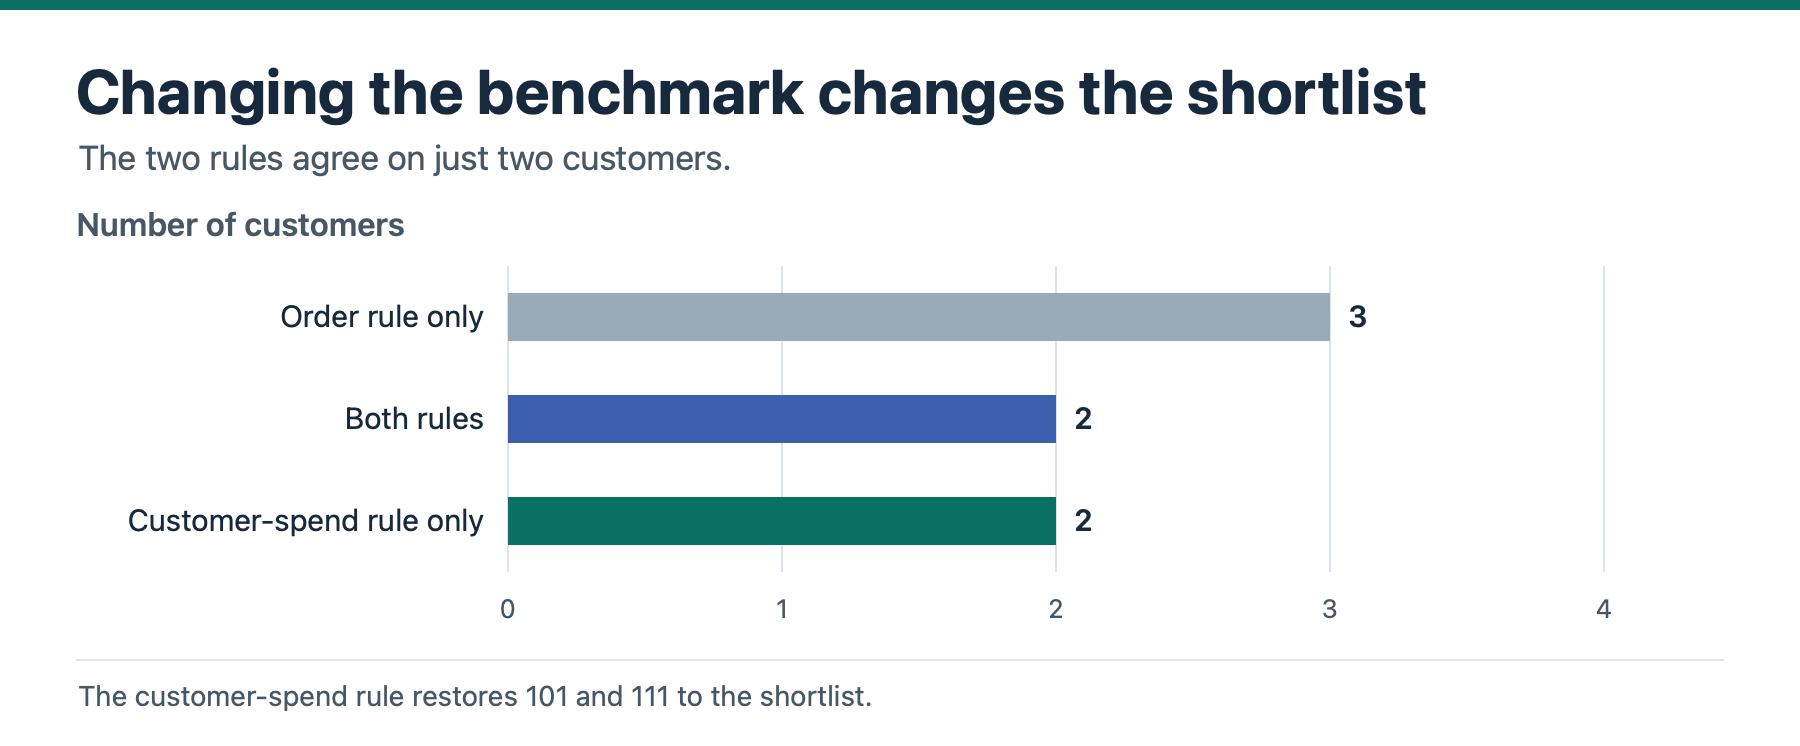 Changing the benchmark changes the shortlist
The two rules agree on just two customers.
Number of customers
Order rule only 3
Both rules 2
Customer-spend rule only 2
0 1 2 3 4
The customer-spend rule restores 101 and 111 to the shortlist.